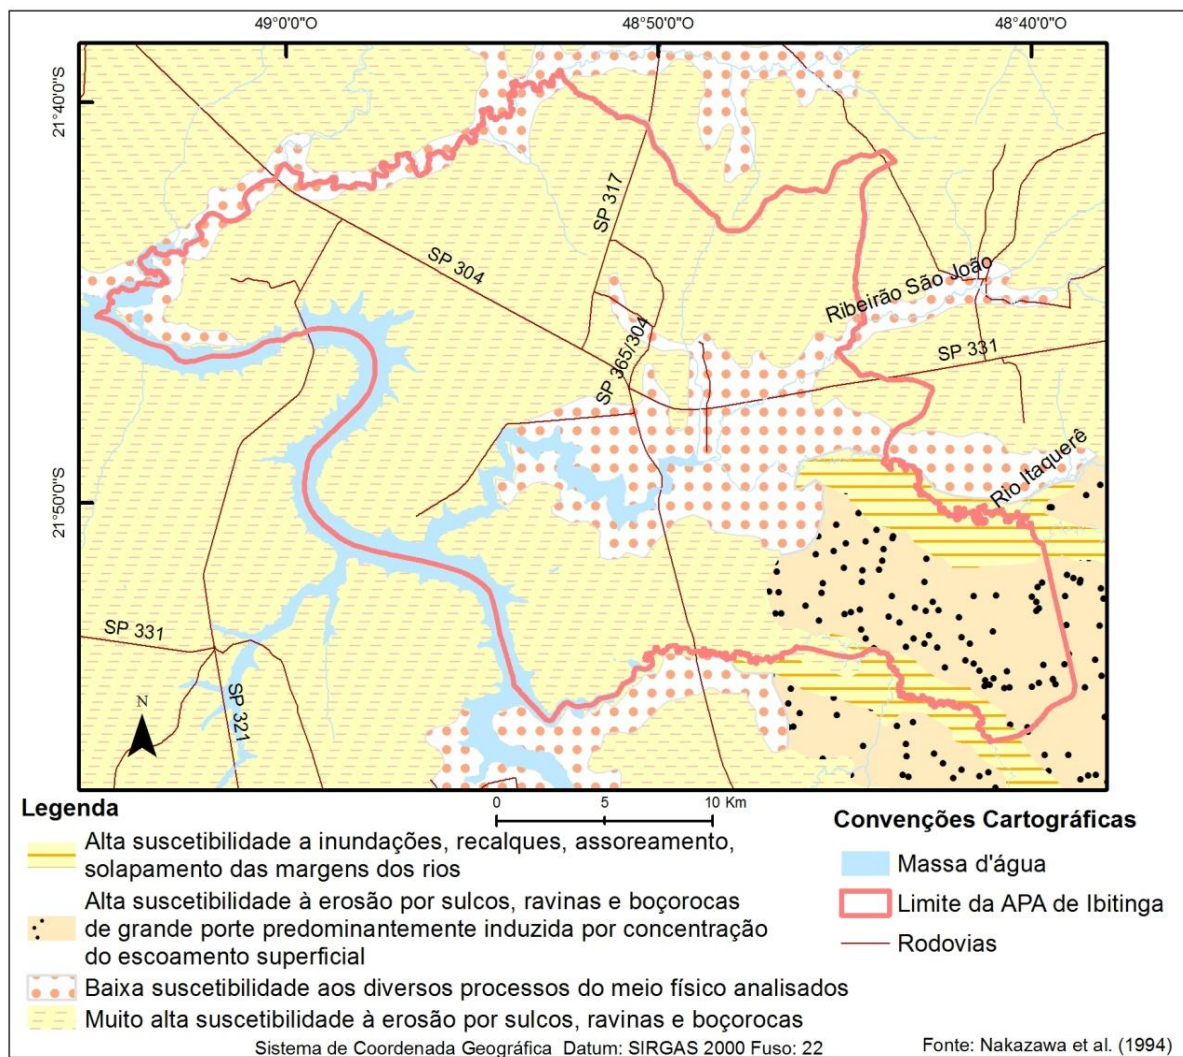 49°0'0"O
48°50'0"O
48°40'0"O
21°40'0"S
21°50'0"S
SP 317
SP 304
Ribeirão São João
SP 331
SP 365/304
Rio Itaquerê
SP 331
SP 321
N
Legenda
0 5 10 Km
Alta suscetibilidade a inundações, recalques, assoreamento,
solapamento das margens dos rios
Alta suscetibilidade à erosão por sulcos, ravinas e boçorocas
de grande porte predominantemente induzida por concentração
do escoamento superficial
Baixa suscetibilidade aos diversos processos do meio físico analisados
Muito alta suscetibilidade à erosão por sulcos, ravinas e boçorocas
Convenções Cartográficas
Massa d'água
Limite da APA de Ibitinga
Rodovias
Sistema de Coordenada Geográfica Datum: SIRGAS 2000 Fuso: 22
Fonte: Nakazawa et al. (1994)